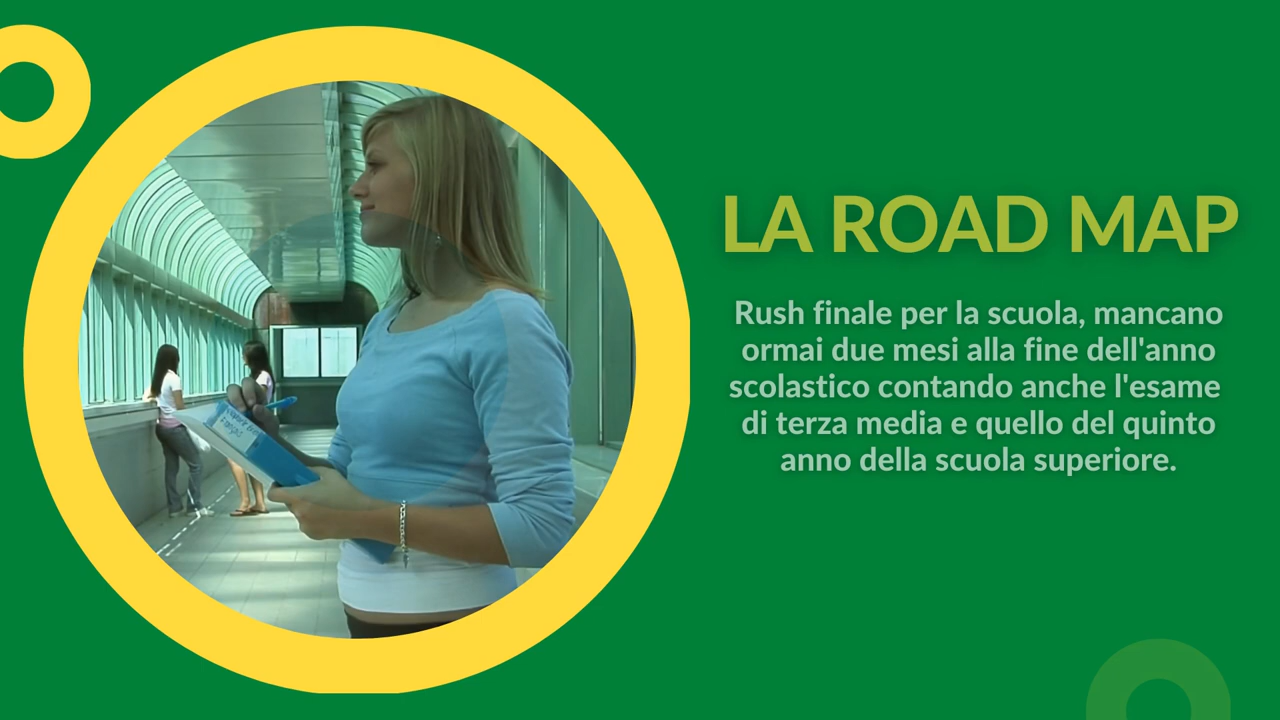 LA ROAD MAP
Rush finale per la scuola, mancano
ormai due mesi alla fine dell'anno
scolastico contando anche l'esame
di terza media e quello del quinto
anno della scuola superiore.